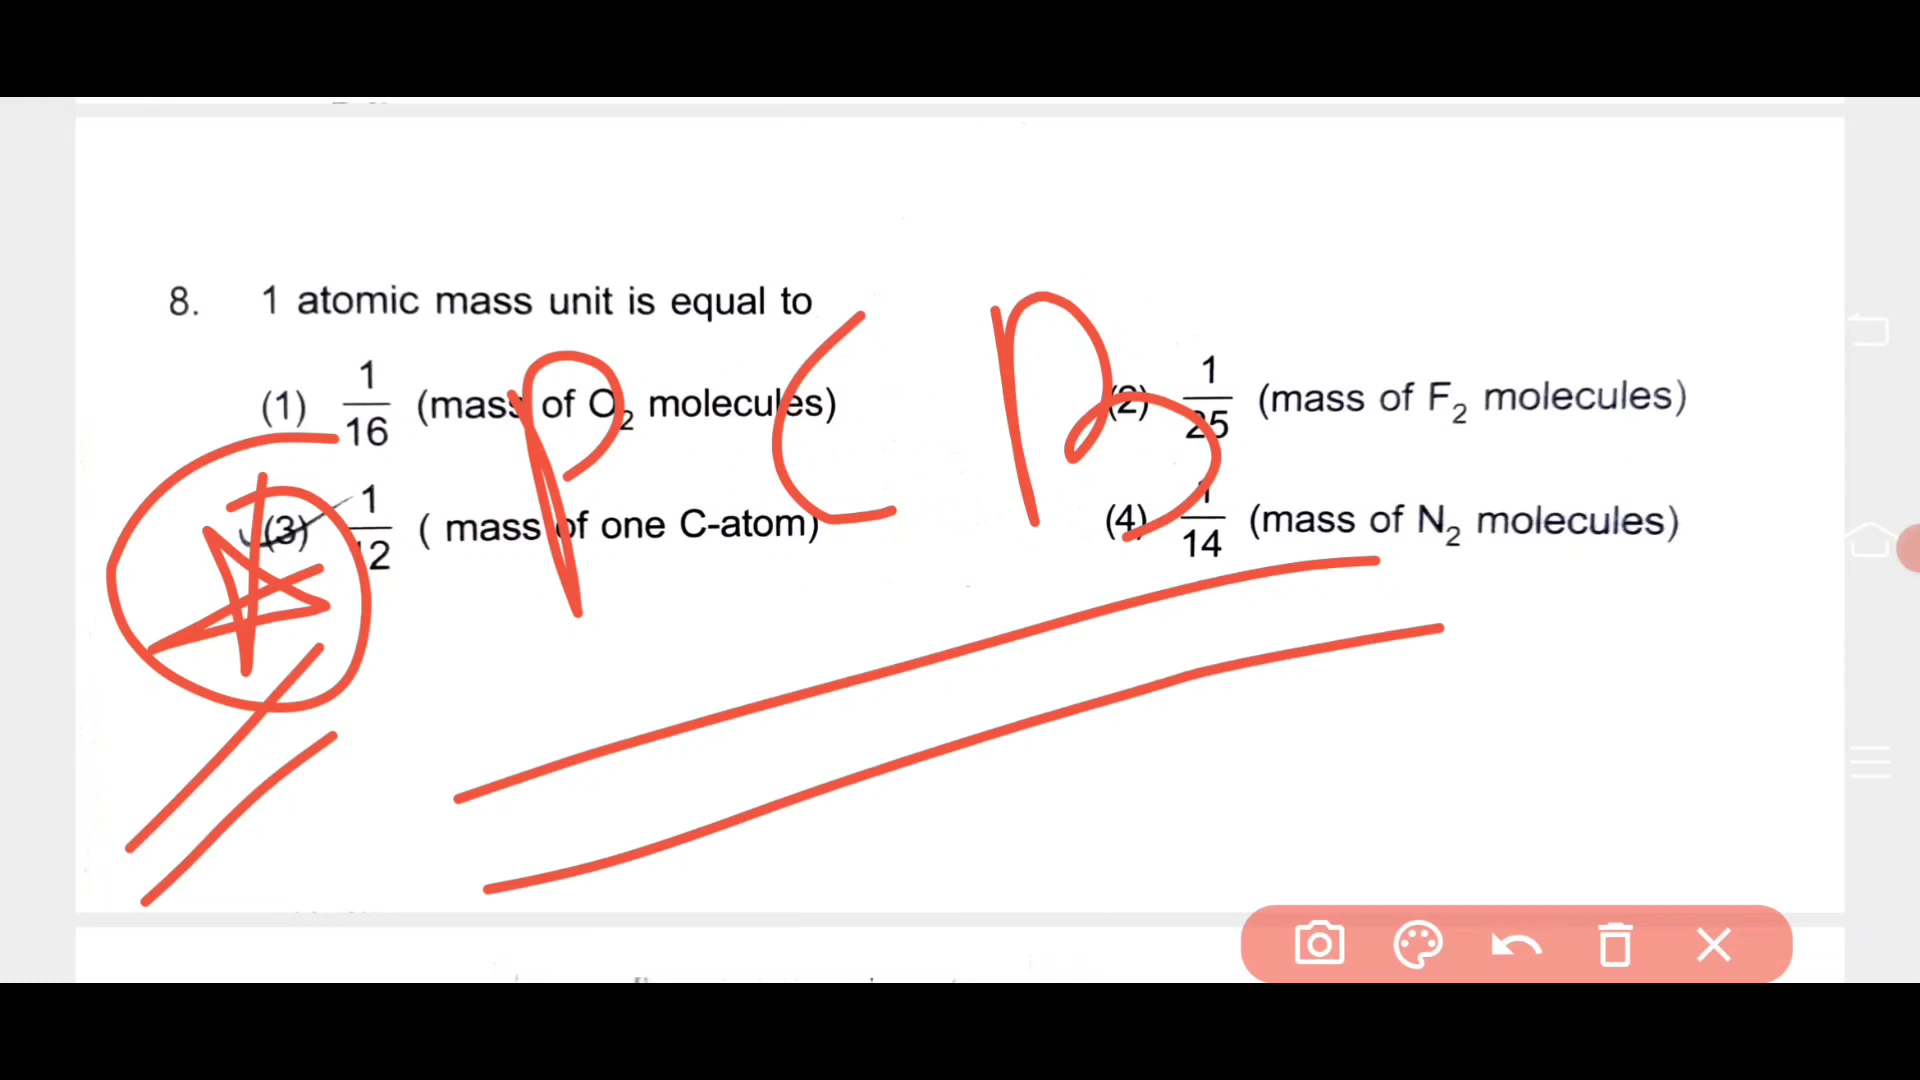 8. 1 atomic mass unit is equal to
(1) 1/16 (mass of O₂ molecules) (2) 1/25 (mass of F₂ molecules)
(3) 1/12 ( mass of one C-atom) (4) 1/14 (mass of N₂ molecules)
P C B